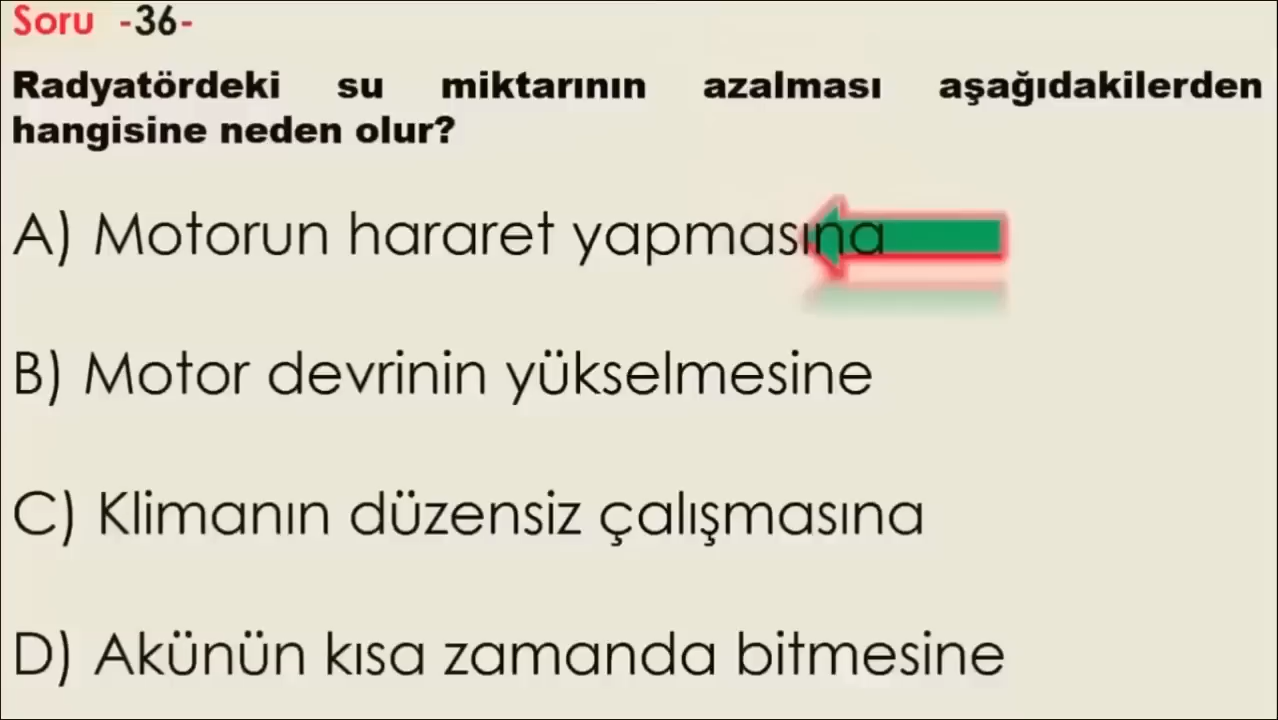 Soru -36-
Radyatördeki su miktarının azalması aşağıdakilerden
hangisine neden olur?
A) Motorun hararet yapmasına
B) Motor devrinin yükselmesine
C) Klimanın düzensiz çalışmasına
D) Akünün kısa zamanda bitmesine